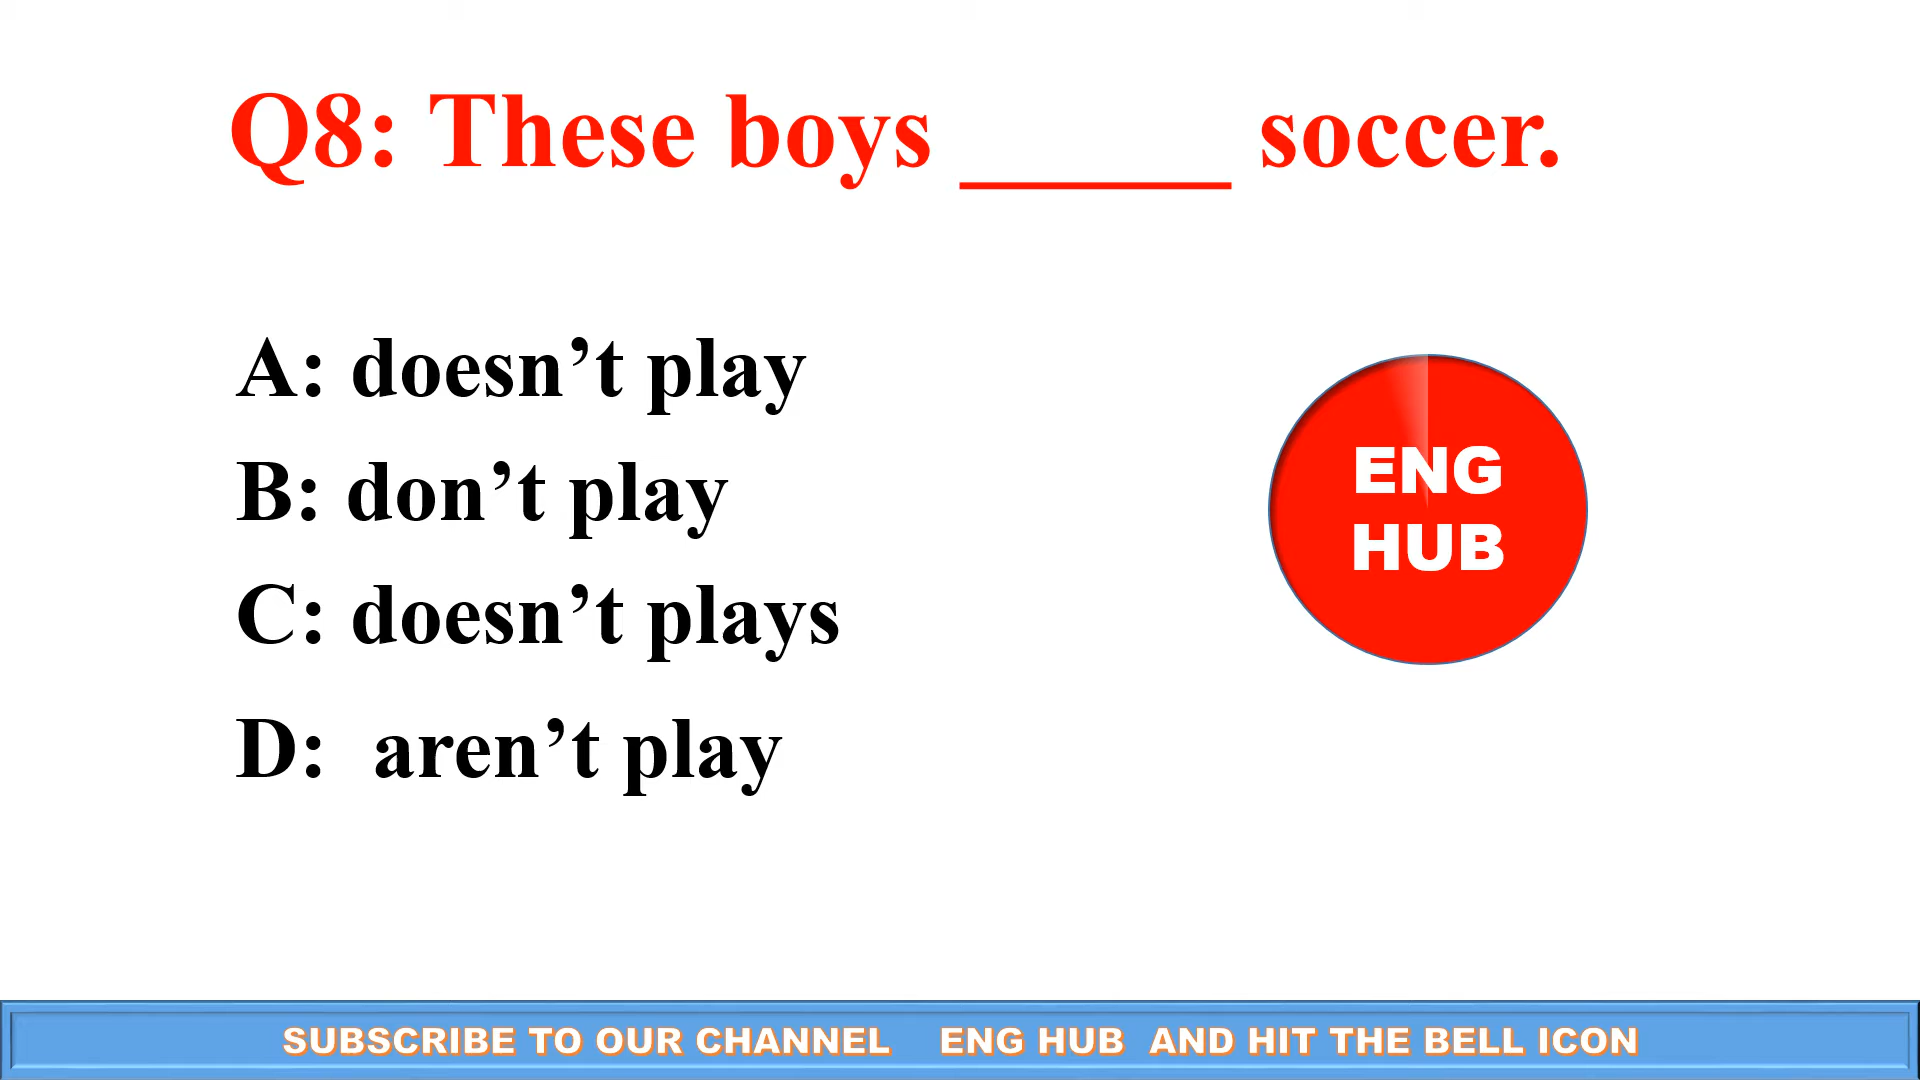 Q8: These boys _____ soccer.
A: doesn’t play
B: don’t play
C: doesn’t plays
D: aren’t play
ENG
HUB
SUBSCRIBE TO OUR CHANNEL ENG HUB AND HIT THE BELL ICON